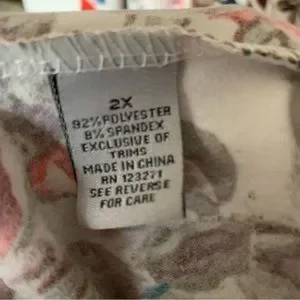 2X
92% POLYESTER
8% SPANDEX
EXCLUSIVE OF
TRIMS
MADE IN CHINA
RN 123271
SEE REVERSE
FOR CARE